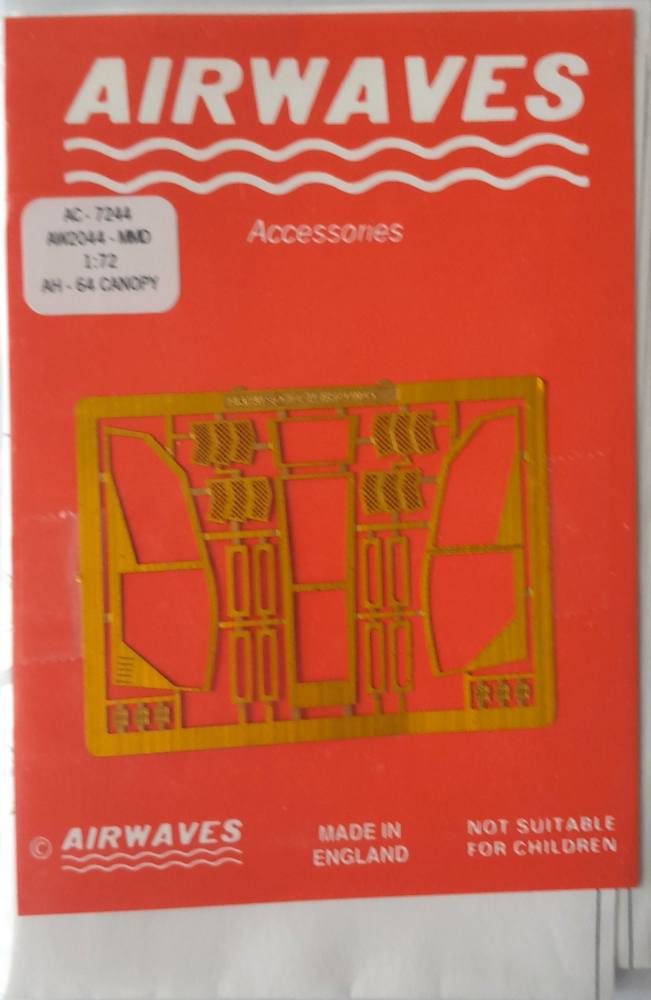 AIRWAVES
AC - 7244
AW2044 - MMD
1:72
AH - 64 CANOPY
Accessories
© AIRWAVES
MADE IN
ENGLAND
NOT SUITABLE
FOR CHILDREN